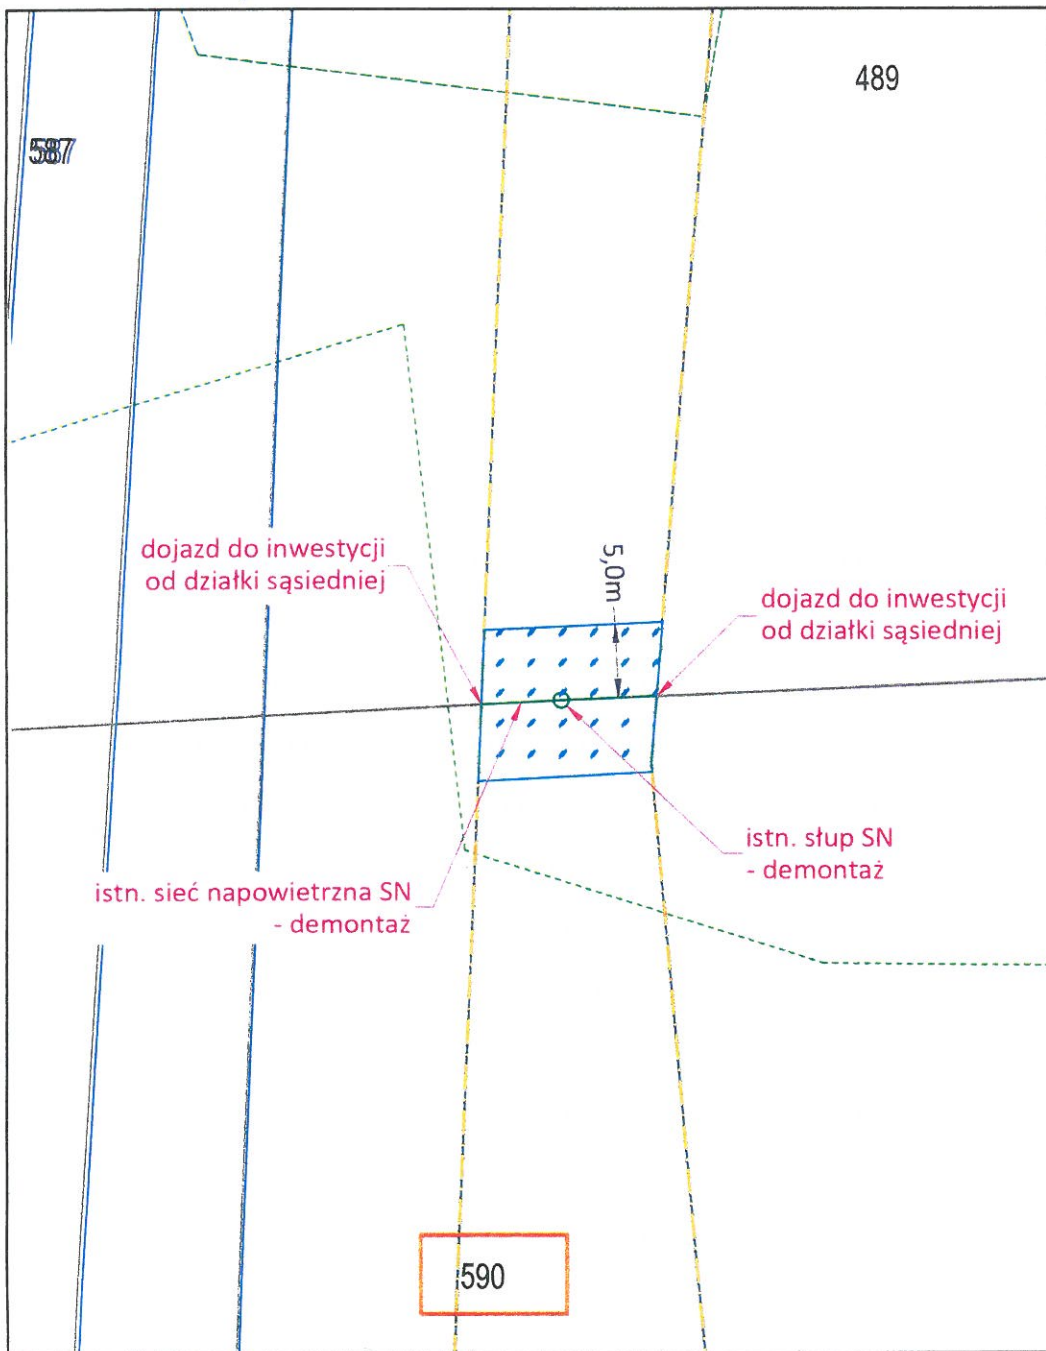 489
587
dojazd do inwestycji
od działki sąsiedniej
5,0m
dojazd do inwestycji
od działki sąsiedniej
istn. słup SN
- demontaż
istn. sieć napowietrzna SN
- demontaż
590